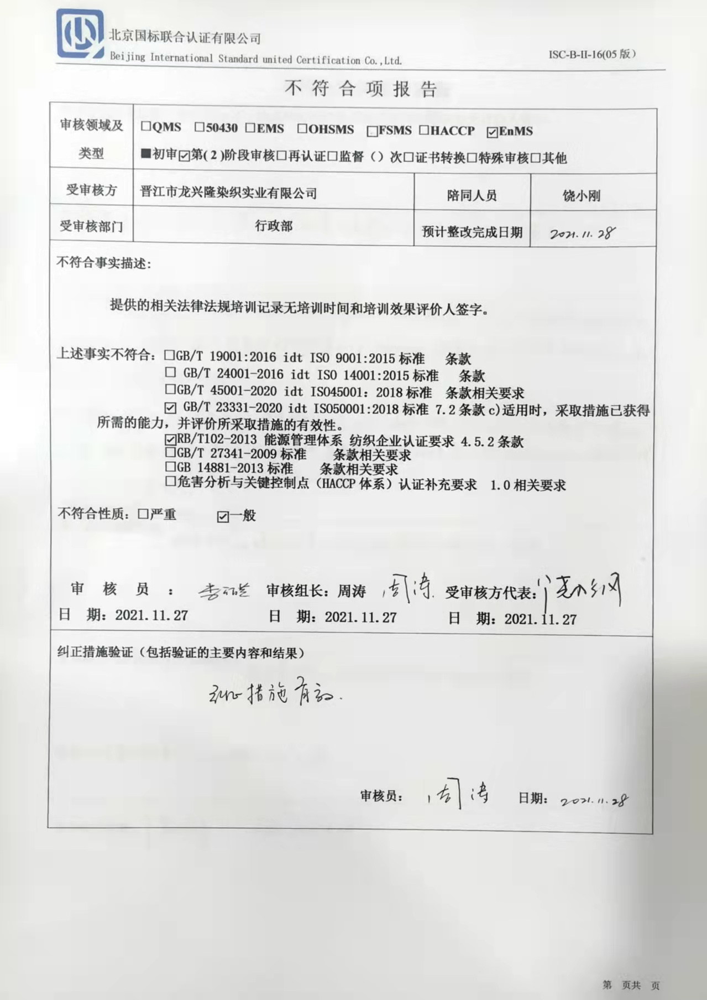 北京国标联合认证有限公司
Beijing International Standard united Certification Co.,Ltd.
ISC-B-II-16(05 版)
不符合项报告
审核领域及类型
□QMS □50430 □EMS □OHSMS □FSMS □HACCP ☑EnMS
■初审☑第( 2 )阶段审核□再认证□监督（）次□证书转换□特殊审核□其他
受审核方 晋江市龙兴隆染织实业有限公司 陪同人员 饶小刚
受审核部门 行政部 预计整改完成日期 2021.11.28
不符合事实描述:
提供的相关法律法规培训记录无培训时间和培训效果评价人签字。
上述事实不符合: □GB/T 19001:2016 idt ISO 9001:2015 标准 条款
□ GB/T 24001-2016 idt ISO 14001:2015 标准 条款
□GB/T 45001-2020 idt ISO45001: 2018 标准 条款相关要求
☑ GB/T 23331-2020 idt ISO50001:2018 标准 7.2 条款 c)适用时，采取措施已获得
所需的能力，并评价所采取措施的有效性。
☑RB/T102-2013 能源管理体系 纺织企业认证要求 4.5.2 条款
□GB/T 27341-2009 标准 条款相关要求
□GB 14881-2013 标准 条款相关要求
□危害分析与关键控制点（HACCP 体系）认证补充要求 1.0 相关要求
不符合性质: □严重 ☑一般
审 核 员 : 审核组长: 周涛 周涛 受审核方代表: 饶小刚
日 期: 2021.11.27 日 期: 2021.11.27 日 期: 2021.11.27
纠正措施验证（包括验证的主要内容和结果）
纠正措施有效.
审核员: 周涛 日期: 2021.11.28
第 页共 页